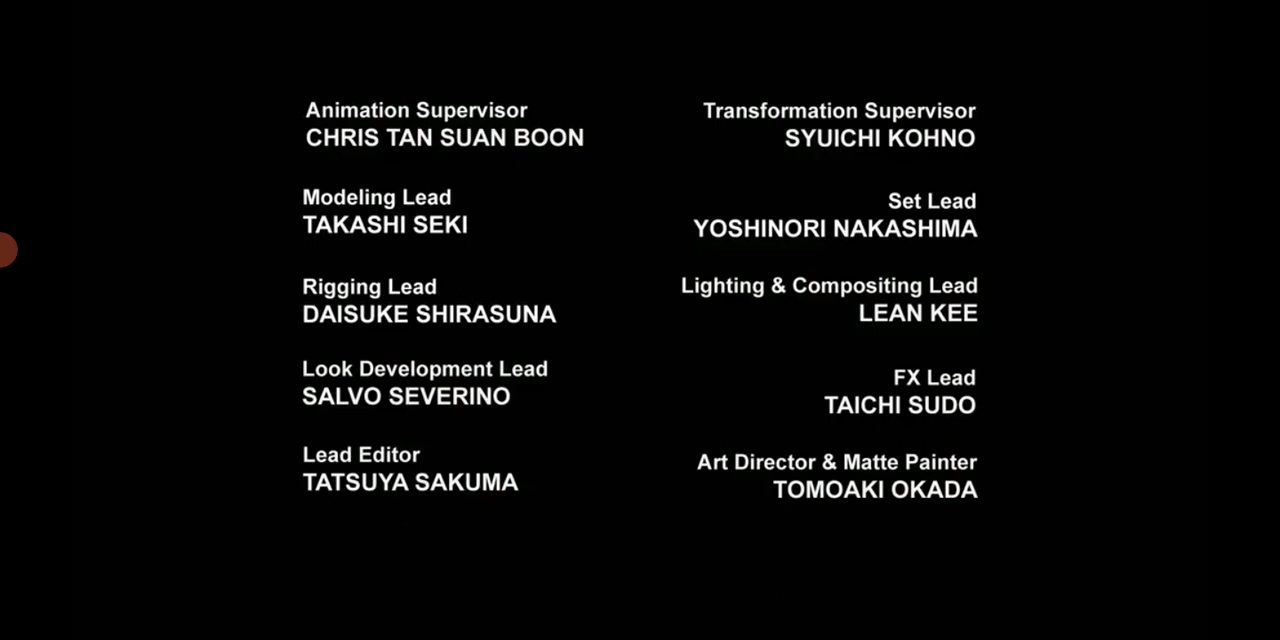 Animation Supervisor
CHRIS TAN SUAN BOON
Transformation Supervisor
SYUICHI KOHNO
Modeling Lead
TAKASHI SEKI
Set Lead
YOSHINORI NAKASHIMA
Rigging Lead
DAISUKE SHIRASUNA
Lighting & Compositing Lead
LEAN KEE
Look Development Lead
SALVO SEVERINO
FX Lead
TAICHI SUDO
Lead Editor
TATSUYA SAKUMA
Art Director & Matte Painter
TOMOAKI OKADA